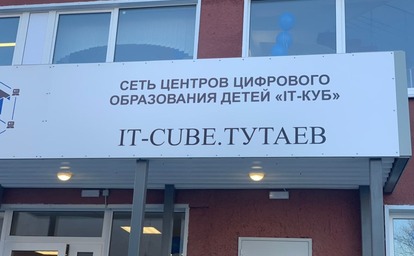 СЕТЬ ЦЕНТРОВ ЦИФРОВОГО
ОБРАЗОВАНИЯ ДЕТЕЙ «IT-КУБ»
IT-CUBE.ТУТАЕВ